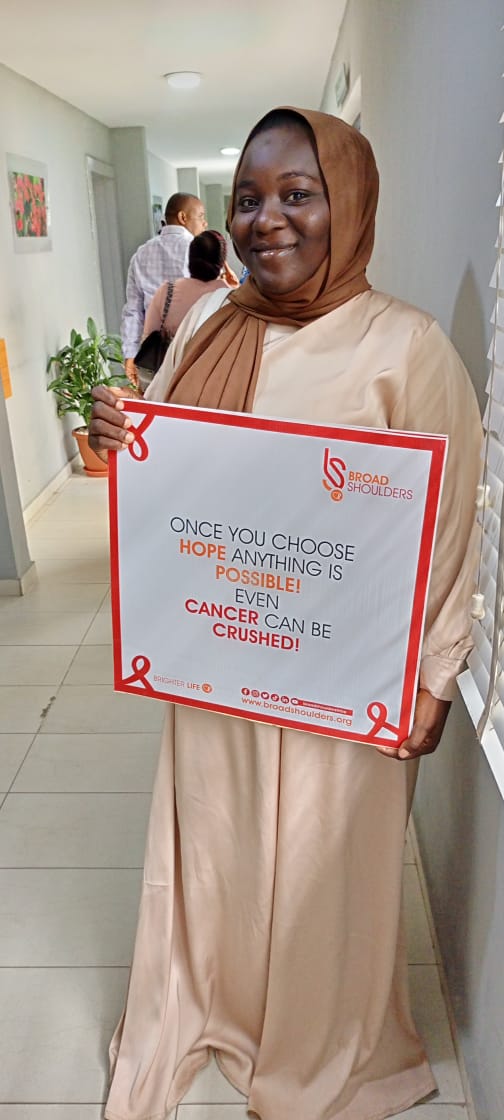 BROAD
SHOULDERS
ONCE YOU CHOOSE
HOPE ANYTHING IS
POSSIBLE!
EVEN
CANCER CAN BE
CRUSHED!
BRIGHTER LIFE
www.broadshoulders.org